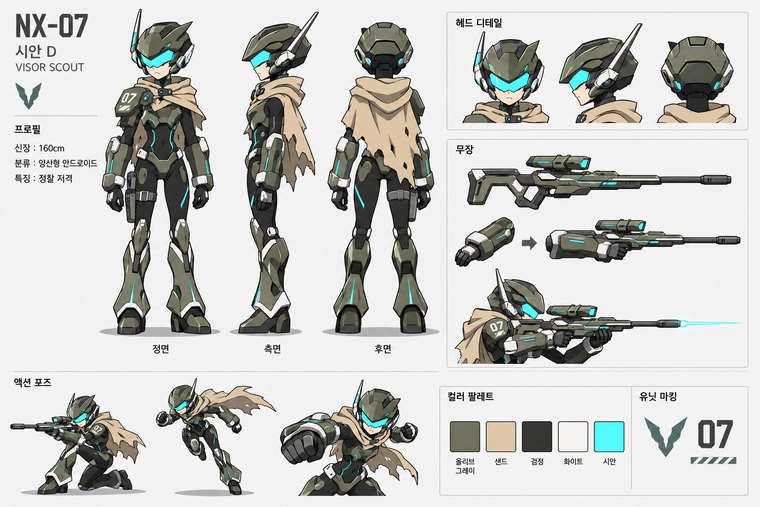 NX-07
시안 D
VISOR SCOUT
프로필
신장 : 160cm
분류 : 양산형 안드로이드
특징 : 정찰 저격
07
정면
측면
후면
헤드 디테일
무장
07
액션 포즈
컬러 팔레트
올리브
그레이
샌드
검정
화이트
시안
유닛 마킹
07